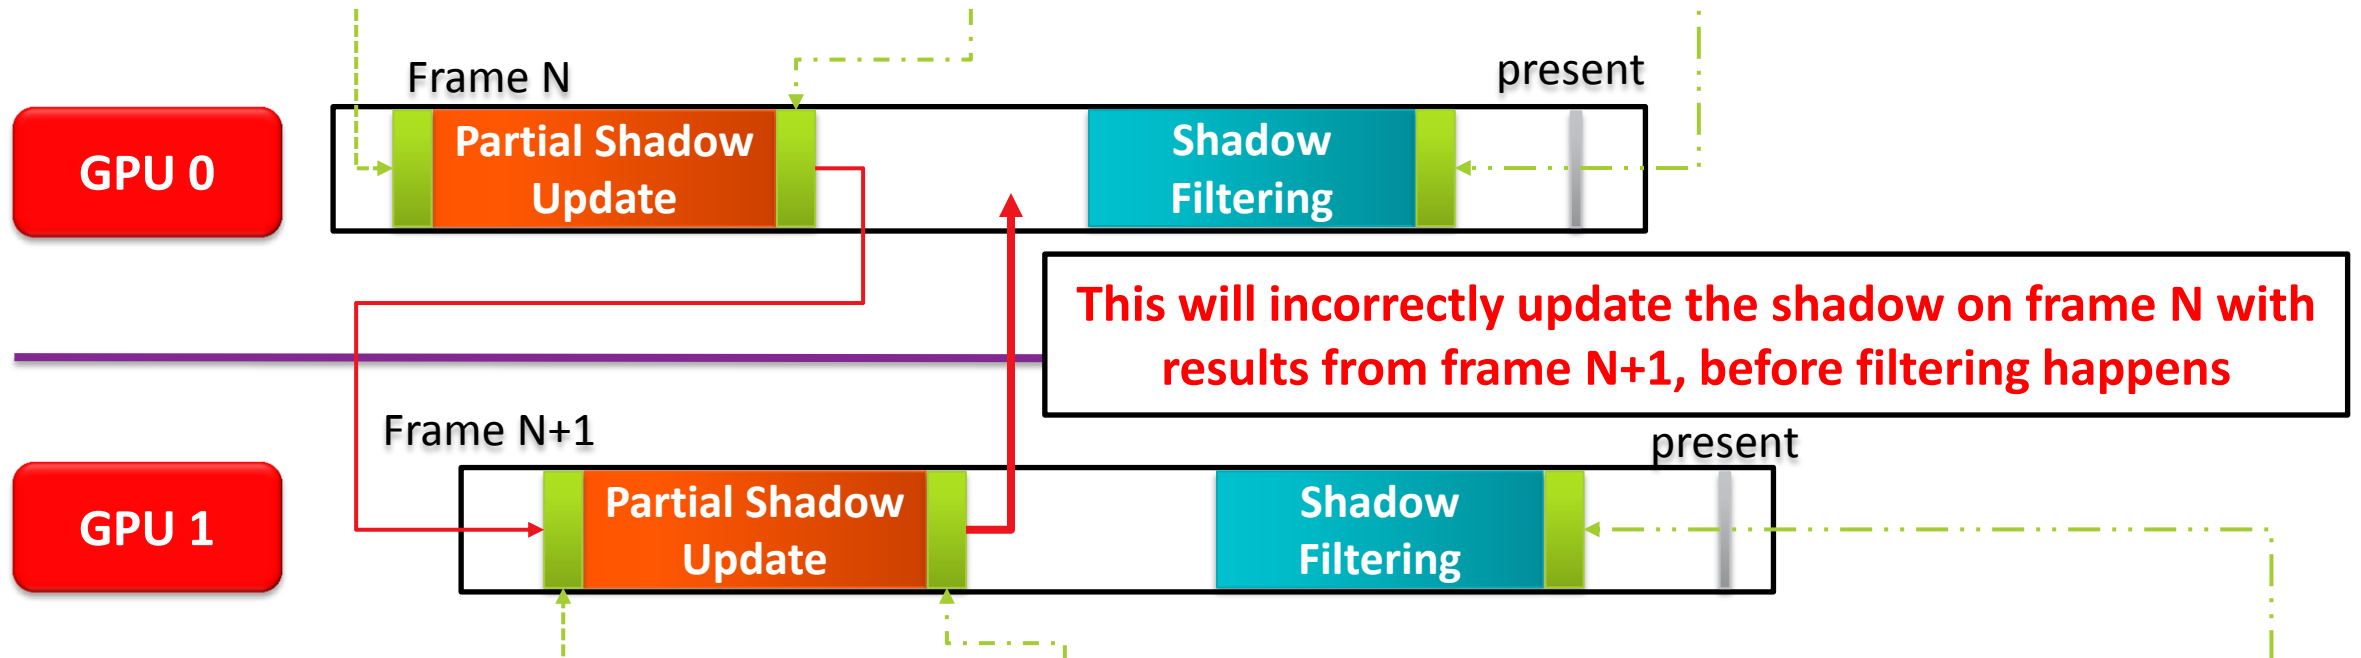 Frame N
present
GPU 0
Partial Shadow
Update
Shadow
Filtering
This will incorrectly update the shadow on frame N with
results from frame N+1, before filtering happens
Frame N+1
present
GPU 1
Partial Shadow
Update
Shadow
Filtering